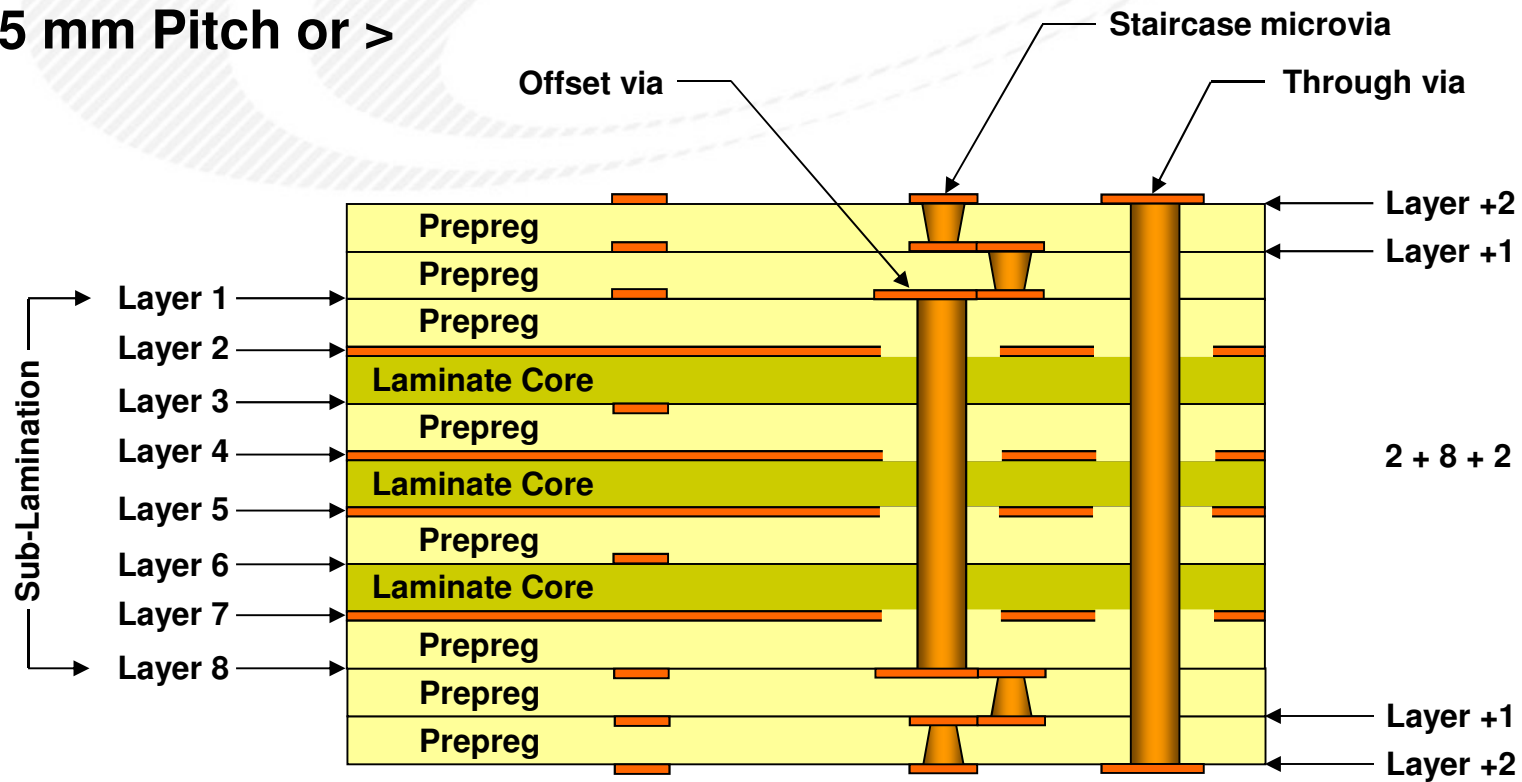 5 mm Pitch or >
Staircase microvia
Offset via
Through via
Prepreg
Layer +2
Prepreg
Layer +1
Layer 1
Prepreg
Layer 2
Laminate Core
Layer 3
Prepreg
Layer 4
2 + 8 + 2
Laminate Core
Layer 5
Prepreg
Layer 6
Laminate Core
Layer 7
Prepreg
Layer 8
Prepreg
Layer +1
Prepreg
Layer +2
Sub-Lamination